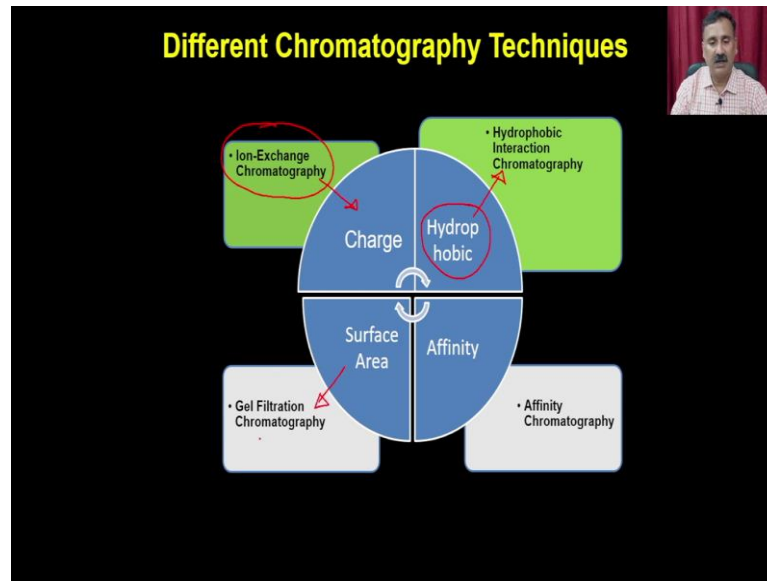 Different Chromatography Techniques
• Ion-Exchange
Chromatography
• Hydrophobic
Interaction
Chromatography
Charge
Hydrop
hobic
Surface
Area
Affinity
• Gel Filtration
Chromatography
• Affinity
Chromatography